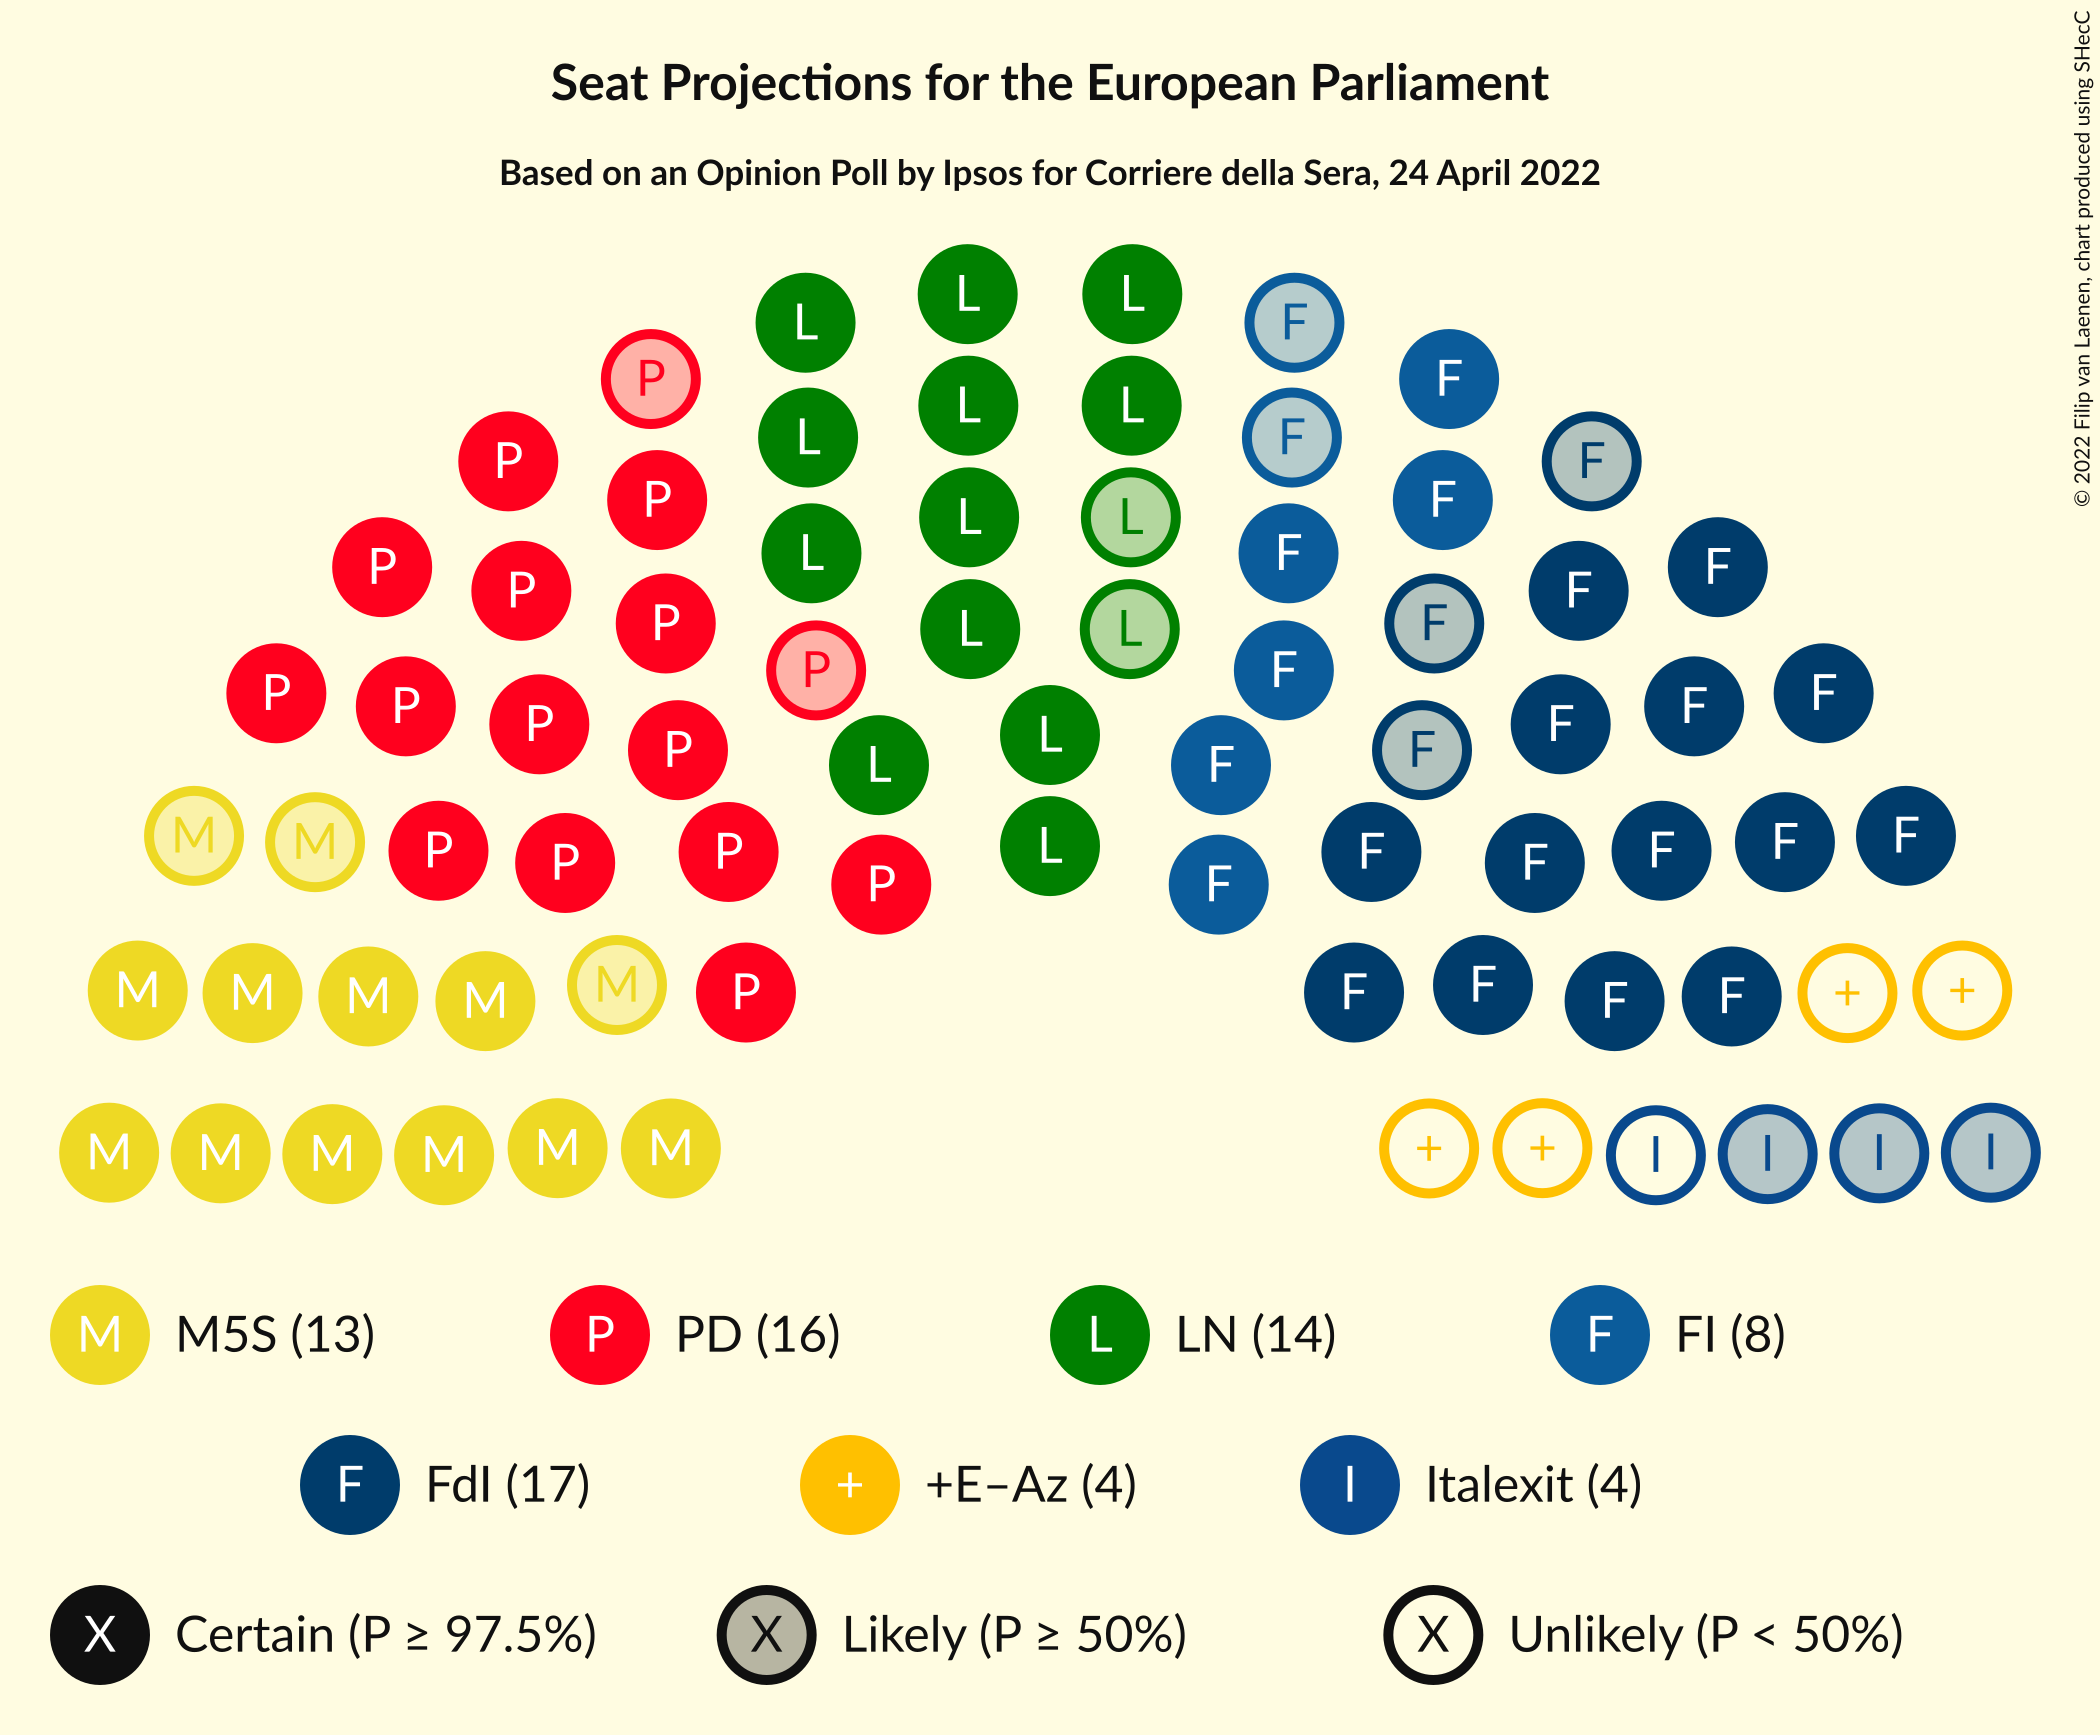 Seat Projections for the European Parliament
Based on an Opinion Poll by Ipsos for Corriere della Sera, 24 April 2022
© 2022 Filip van Laenen, chart produced using SHecC
L L
L F
P F
L L
L F
P F
P F
L L
L F
P F
P F
P F
L L
P F
P F
P F
P F
L
L F
P F
P F
P F
P F
M F
M F
P F
P F
P F
L
P F
M M M M M P F F F F + +
M M M M M M + + I I I I
M M5S (13) P PD (16) L LN (14) F FI (8)
F FdI (17) + +E–Az (4) I Italexit (4)
X Certain (P ≥ 97.5%) X Likely (P ≥ 50%) X Unlikely (P < 50%)